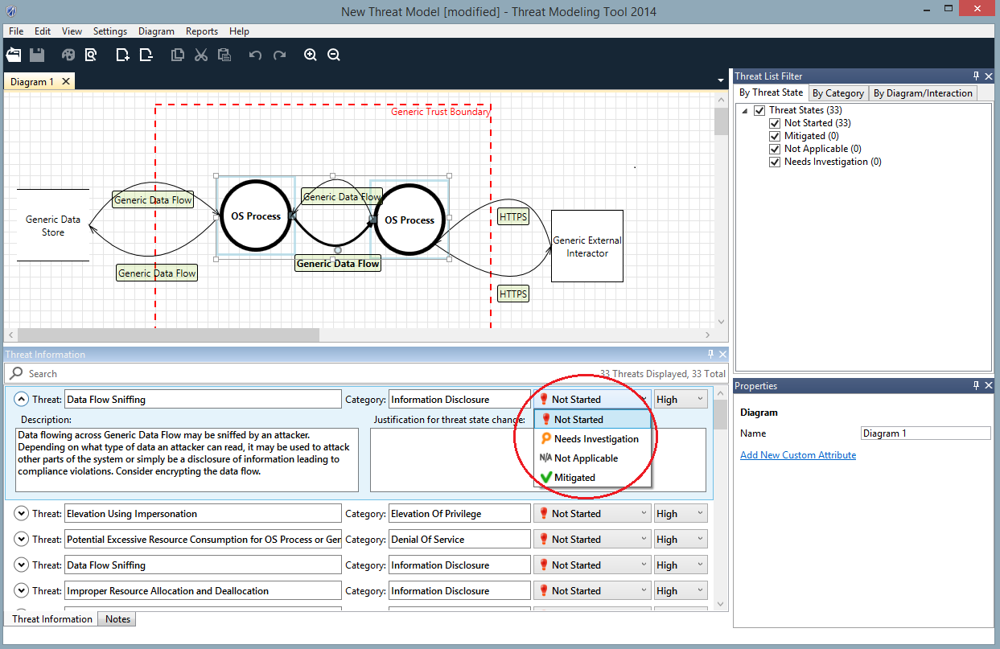 New Threat Model [modified] - Threat Modeling Tool 2014
File Edit View Settings Diagram Reports Help
Diagram 1
Generic Trust Boundary
Generic Data Flow
Generic Data Flow
Generic Data
Store
OS Process
OS Process
HTTPS
Generic External
Interactor
Generic Data Flow
Generic Data Flow
HTTPS
Threat List Filter
By Threat State By Category By Diagram/Interaction
Threat States (33)
Not Started (33)
Mitigated (0)
Not Applicable (0)
Needs Investigation (0)
Threat Information
Search 33 Threats Displayed, 33 Total
Threat: Data Flow Sniffing Category: Information Disclosure Not Started High
Description: Justification for threat state change:
Data flowing across Generic Data Flow may be sniffed by an attacker.
Depending on what type of data an attacker can read, it may be used to attack
other parts of the system or simply be a disclosure of information leading to
compliance violations. Consider encrypting the data flow.
Not Started
Needs Investigation
N/A Not Applicable
Mitigated
Threat: Elevation Using Impersonation Category: Elevation Of Privilege Not Started High
Threat: Potential Excessive Resource Consumption for OS Process or Gen Category: Denial Of Service Not Started High
Threat: Data Flow Sniffing Category: Information Disclosure Not Started High
Threat: Improper Resource Allocation and Deallocation Category: Information Disclosure Not Started High
Threat Information Notes
Properties
Diagram
Name Diagram 1
Add New Custom Attribute